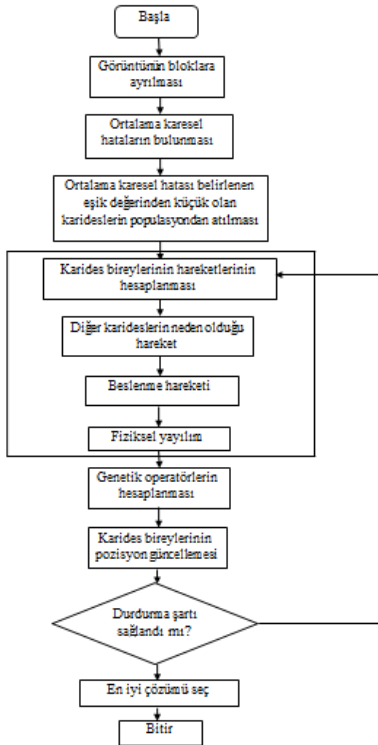 Başla
Görüntünün bloklara
ayrılması
Ortalama karesel
hataların bulunması
Ortalama karesel hatası belirlenen
eşik değerinden küçük olan
karideslerin populasyondan atılması
Karides bireylerinin hareketlerinin
hesaplanması
Diğer karideslerin neden olduğu
hareket
Beslenme hareketi
Fiziksel yayılım
Genetik operatörlerin
hesaplanması
Karides bireylerinin
pozisyon güncellemesi
Durdurma şartı
sağlandı mı?
En iyi çözümü seç
Bitir